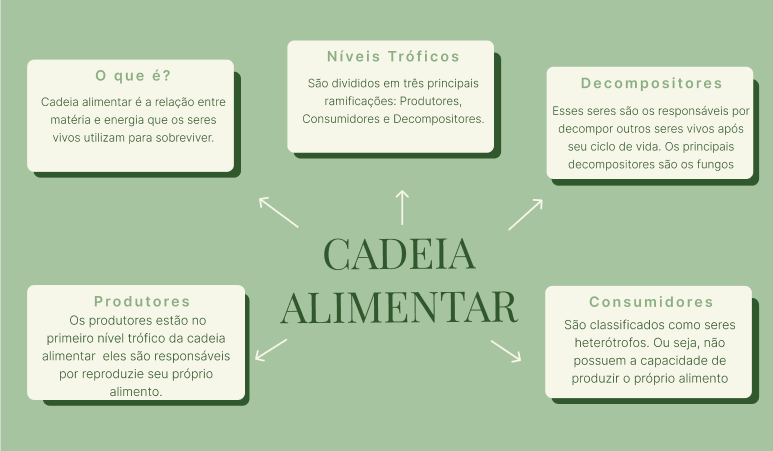 O que é?
Cadeia alimentar é a relação entre
matéria e energia que os seres
vivos utilizam para sobreviver.
Níveis Tróficos
São divididos em três principais
ramificações: Produtores,
Consumidores e Decompositores.
Decompositores
Esses seres são os responsáveis por
decompor outros seres vivos após
seu ciclo de vida. Os principais
decompositores são os fungos
CADEIA
ALIMENTAR
Produtores
Os produtores estão no
primeiro nível trófico da cadeia
alimentar  eles são responsáveis
por reproduzie seu próprio
alimento.
Consumidores
São classificados como seres
heterótrofos. Ou seja, não
possuem a capacidade de
produzir o próprio alimento